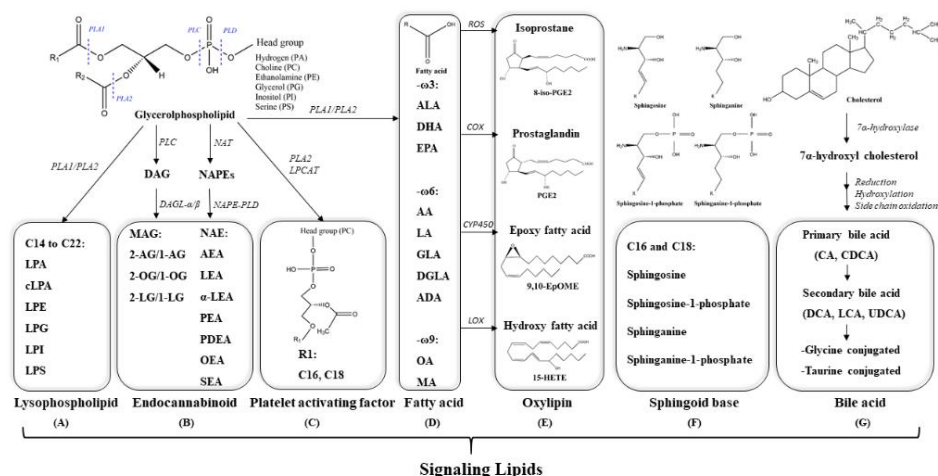 PLA1
PLC
PLD
PLA2
Head group
Hydrogen (PA)
Choline (PC)
Ethanolamine (PE)
Glycerol (PG)
Inositol (PI)
Serine (PS)
Glycerolphospholipid
PLA1/PLA2
PLC
NAT
PLA2
LPCAT
PLA1/PLA2
DAG
NAPEs
DAGL-α/β
NAPE-PLD
C14 to C22:
LPA
cLPA
LPE
LPG
LPI
LPS
Lysophospholipid
(A)
MAG:
2-AG/1-AG
2-OG/1-OG
2-LG/1-LG
NAE:
AEA
LEA
α-LEA
PEA
PDEA
OEA
SEA
Endocannabinoid
(B)
Head group (PC)
R1:
C16, C18
Platelet activating factor
(C)
Fatty acid
-ω3:
ALA
DHA
EPA
-ω6:
AA
LA
GLA
DGLA
ADA
-ω9:
OA
MA
Fatty acid
(D)
ROS
COX
CYP450
LOX
Isoprostane
8-iso-PGE2
Prostaglandin
PGE2
Epoxy fatty acid
9,10-EpOME
Hydroxy fatty acid
15-HETE
Oxylipin
(E)
Sphingosine
Sphinganine
Sphingosine-1-phosphate
Sphinganine-1-phosphate
C16 and C18:
Sphingosine
Sphingosine-1-phosphate
Sphinganine
Sphinganine-1-phosphate
Sphingoid base
(F)
Cholesterol
7α-hydroxylase
7α-hydroxyl cholesterol
Reduction
Hydroxylation
Side chain oxidation
Primary bile acid
(CA, CDCA)
Secondary bile acid
(DCA, LCA, UDCA)
-Glycine conjugated
-Taurine conjugated
Bile acid
(G)
Signaling Lipids